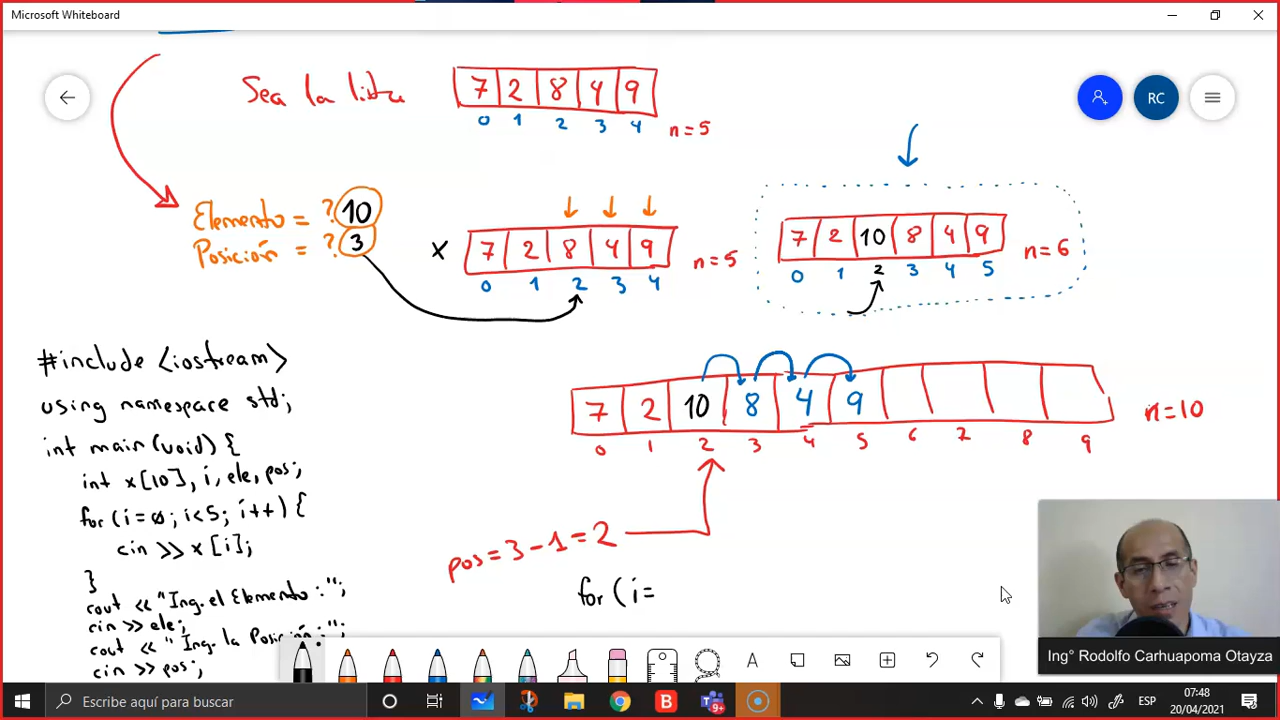 Microsoft Whiteboard
Sea la lista
7 2 8 4 9
0 1 2 3 4
n=5
RC
Elemento = ? 10
Posición = ? 3
x 7 2 8 4 9
0 1 2 3 4
n=5
7 2 10 8 4 9
0 1 2 3 4 5
n=6
#include <iostream>
using namespace std;
int main(void) {
int x[10], i, ele, pos;
for(i=0; i<5; i++) {
cin >> x[i];
}
cout << "Ing. el Elemento:";
cin >> ele;
cout << "Ing. la Posición:";
cin >> pos;
7 2 10 8 4 9
0 1 2 3 4 5 6 7 8 9
n=10
pos=3-1=2
for (i=
Ing° Rodolfo Carhuapoma Otayza
A
Escribe aquí para buscar
B
9+
ESP
07:48
20/04/2021